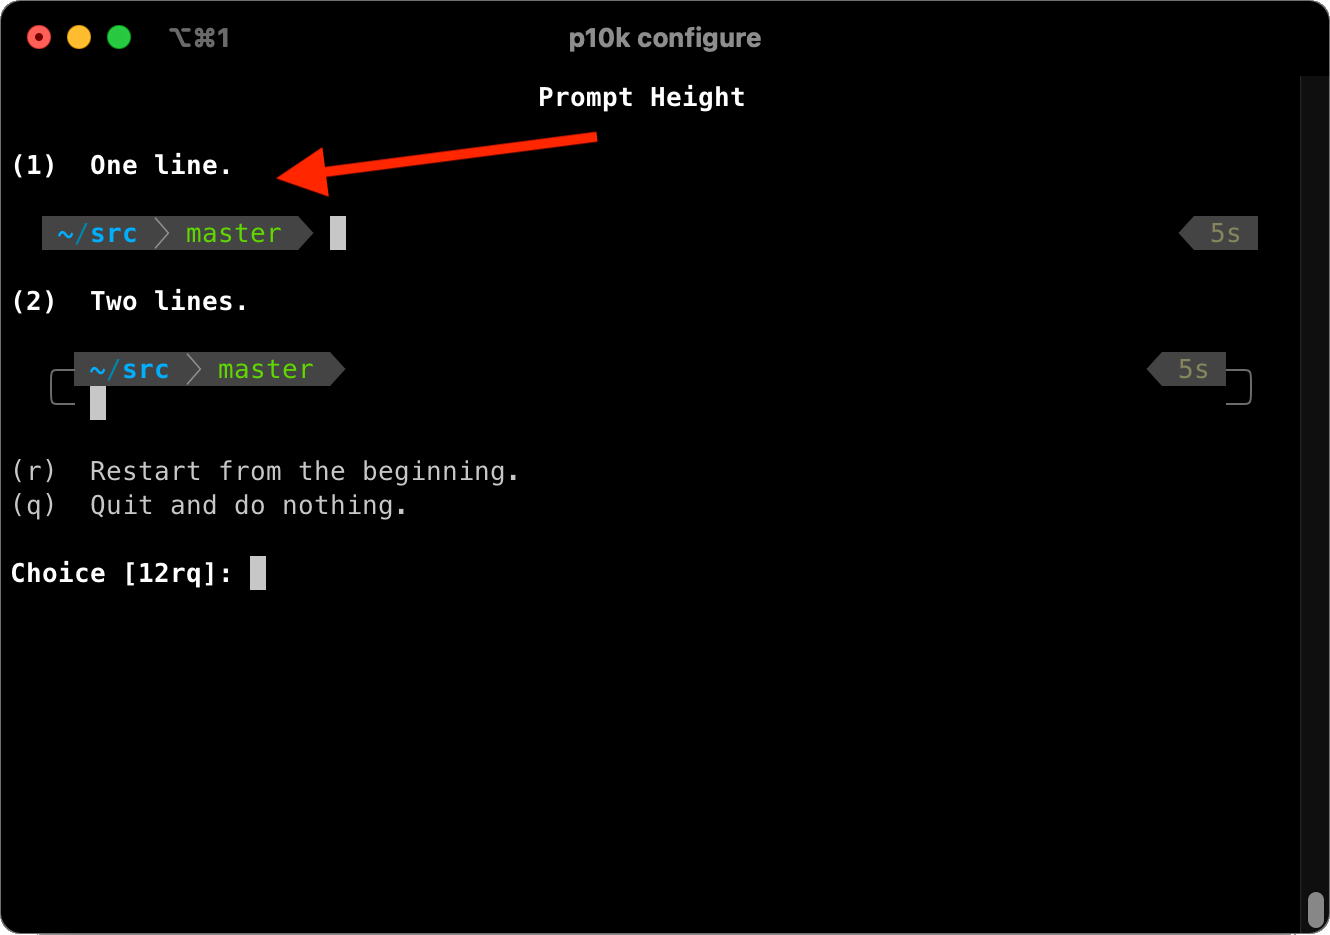 ⌥⌘1 p10k configure
Prompt Height
(1) One line.
~/src master 5s
(2) Two lines.
~/src master 5s
(r) Restart from the beginning.
(q) Quit and do nothing.
Choice [12rq]: